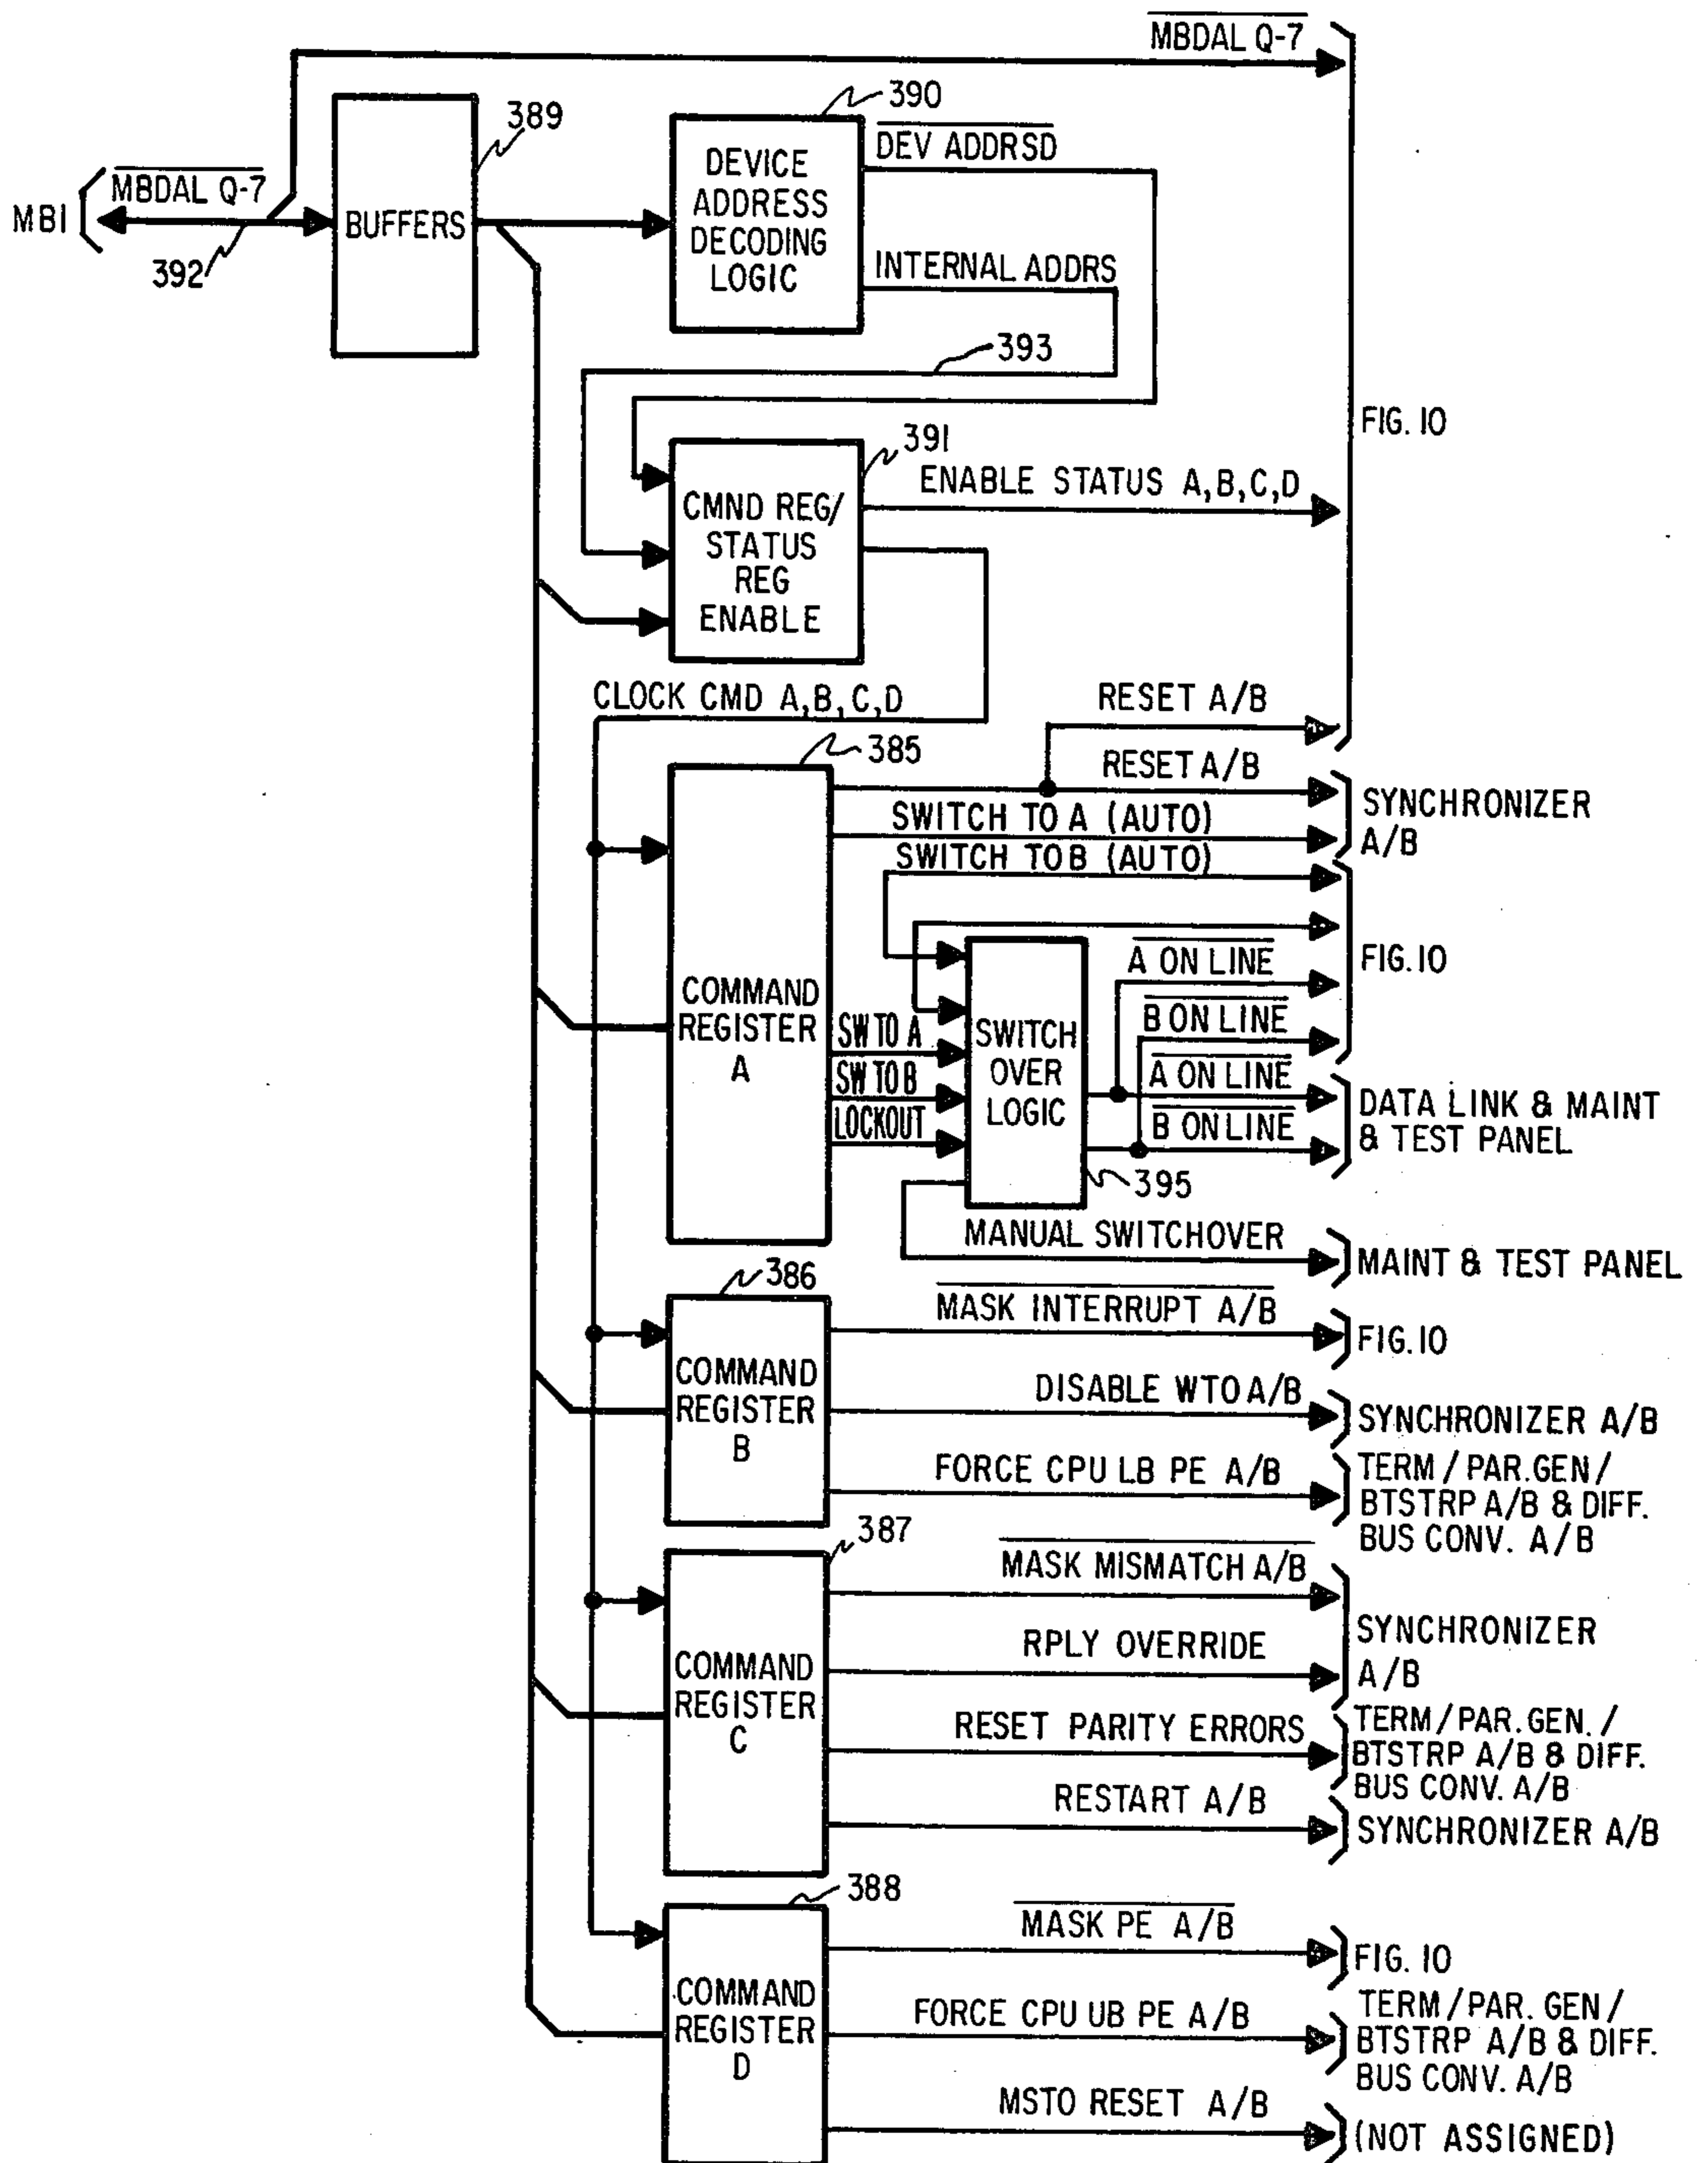 MBDAL Q-7
389
390
DEV ADDRSD
DEVICE
ADDRESS
DECODING
LOGIC
MBI
MBDAL Q-7
BUFFERS
392
INTERNAL ADDRS
393
FIG. 10
391
ENABLE STATUS A,B,C,D
CMND REG/
STATUS
REG
ENABLE
CLOCK CMD A,B,C,D
RESET A/B
385
RESET A/B
SWITCH TO A (AUTO)
SWITCH TO B (AUTO)
SYNCHRONIZER
A/B
FIG. 10
A ON LINE
B ON LINE
A ON LINE
B ON LINE
COMMAND
REGISTER
A
SW TO A
SW TO B
LOCKOUT
SWITCH
OVER
LOGIC
DATA LINK & MAINT
& TEST PANEL
395
MANUAL SWITCHOVER
MAINT & TEST PANEL
386
MASK INTERRUPT A/B
FIG. 10
COMMAND
REGISTER
B
DISABLE WTO A/B
SYNCHRONIZER A/B
FORCE CPU LB PE A/B
TERM / PAR.GEN /
BTSTRP A/B & DIFF.
BUS CONV. A/B
387
MASK MISMATCH A/B
SYNCHRONIZER
A/B
RPLY OVERRIDE
COMMAND
REGISTER
C
RESET PARITY ERRORS
TERM/PAR.GEN. /
BTSTRP A/B & DIFF.
BUS CONV. A/B
RESTART A/B
SYNCHRONIZER A/B
388
MASK PE A/B
FIG. 10
COMMAND
REGISTER
D
FORCE CPU UB PE A/B
TERM /PAR. GEN /
BTSTRP A/B & DIFF.
BUS CONV. A/B
MSTO RESET A/B
(NOT ASSIGNED)